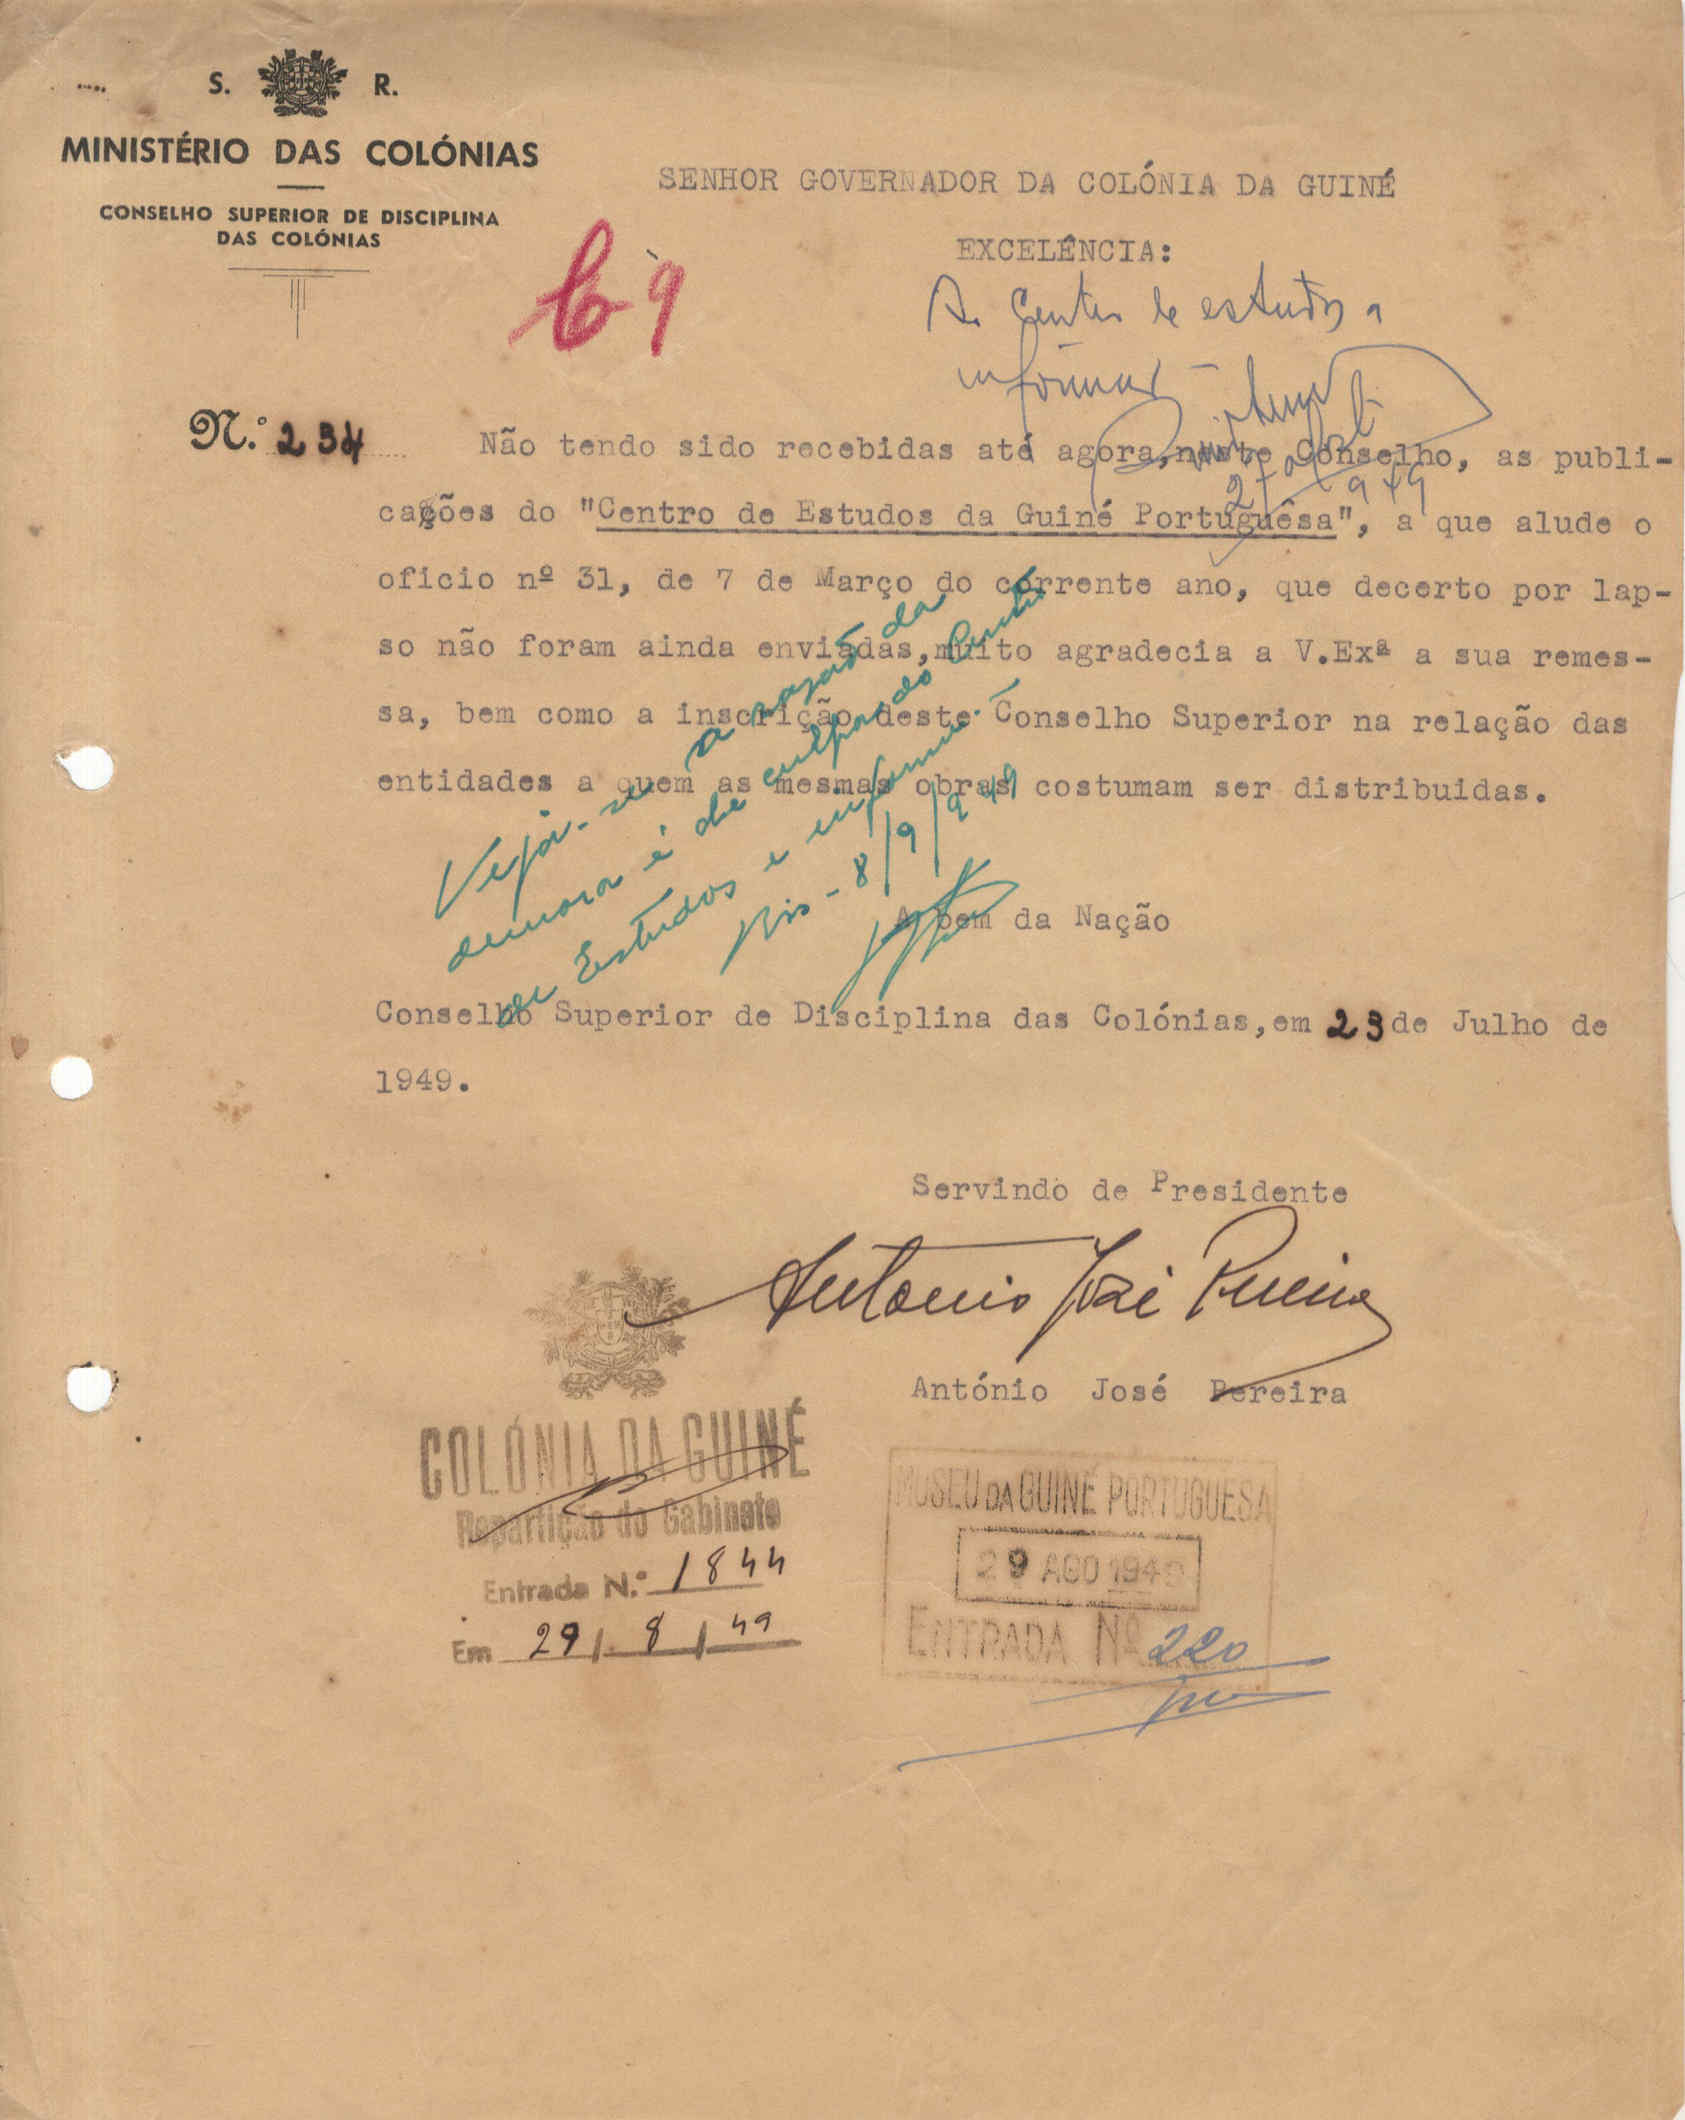 S. R.
MINISTÉRIO DAS COLÓNIAS
CONSELHO SUPERIOR DE DISCIPLINA
DAS COLÓNIAS
SENHOR GOVERNADOR DA COLÓNIA DA GUINÉ
EXCELÊNCIA:
Ao Centro de estudos a
informar
2/9/949
N.º 234
Não tendo sido recebidas até agora, neste Conselho, as publi-
cações do "Centro de Estudos da Guiné Portuguêsa", a que alude o
oficio nº 31, de 7 de Março do corrente ano, que decerto por lap-
so não foram ainda enviadas, muito agradecia a V.Exª a sua remes-
sa, bem como a inscrição deste Conselho Superior na relação das
entidades a quem as mesmas obras costumam ser distribuidas.
Veja-se a razão da
demora é de culpa do Centro
de Estudos e informe.
Bis - 8/9/949
A bem da Nação
Conselho Superior de Disciplina das Colónias, em 23 de Julho de
1949.
Servindo de Presidente
António José Pereira
António José Pereira
COLÓNIA DA GUINÉ
Repartição do Gabinete
Entrada N.º 1844
Em 29/8/49
MUSEU DA GUINÉ PORTUGUESA
29 AGO 1949
ENTRADA Nº 220